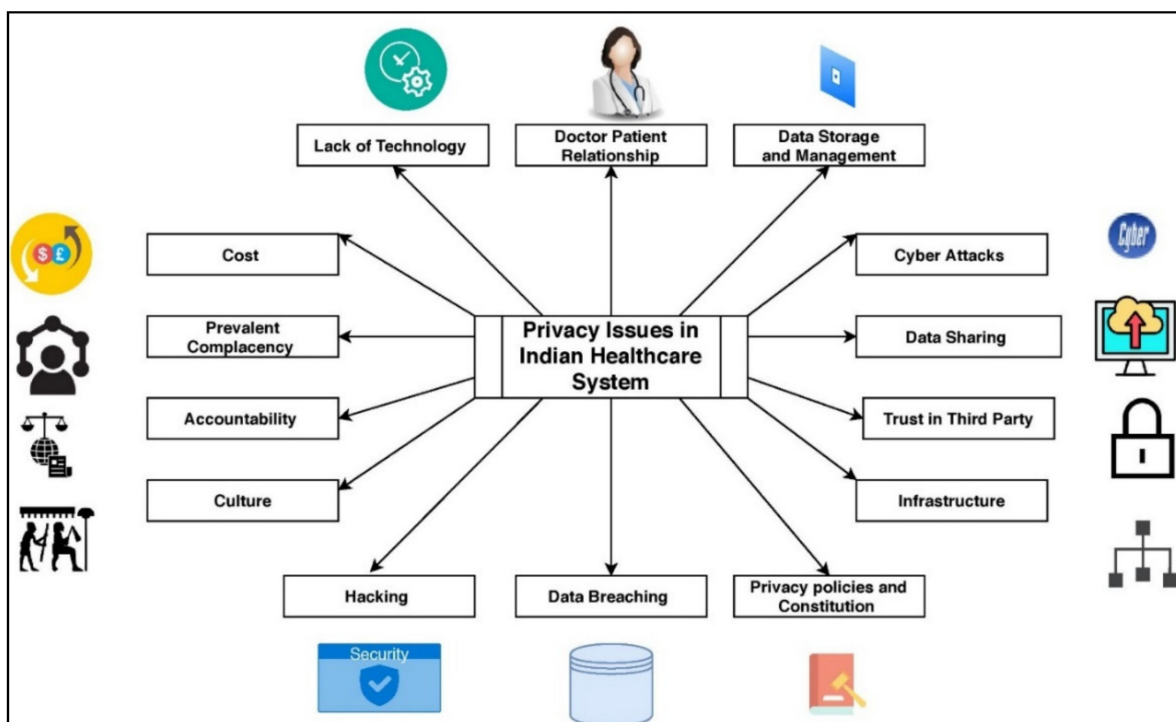 Lack of Technology
Doctor Patient
Relationship
Data Storage
and Management
$ £
Cost
Cyber Attacks
Cyber
Prevalent
Complacency
Privacy Issues in
Indian Healthcare
System
Data Sharing
Accountability
Trust in Third Party
Culture
Infrastructure
Hacking
Data Breaching
Privacy policies and
Constitution
Security